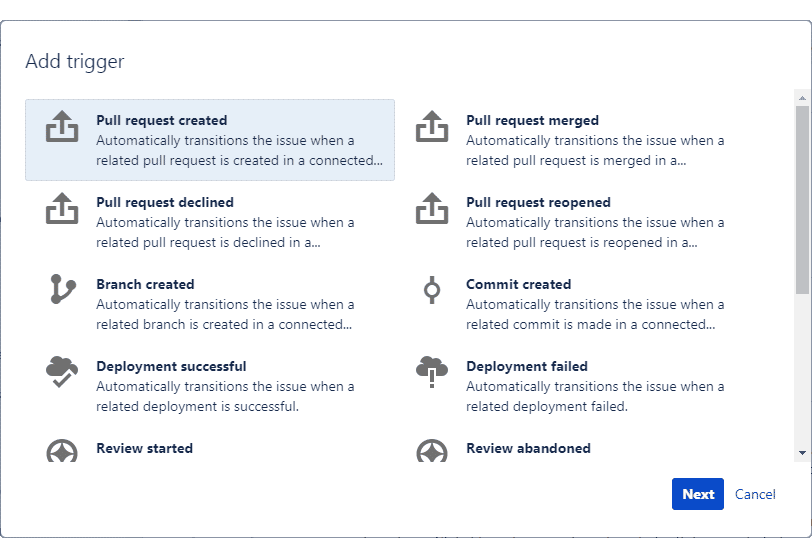 Add trigger
Pull request created
Automatically transitions the issue when a
related pull request is created in a connected...
Pull request merged
Automatically transitions the issue when a
related pull request is merged in a...
Pull request declined
Automatically transitions the issue when a
related pull request is declined in a...
Pull request reopened
Automatically transitions the issue when a
related pull request is reopened in a...
Branch created
Automatically transitions the issue when a
related branch is created in a connected...
Commit created
Automatically transitions the issue when a
related commit is made in a connected...
Deployment successful
Automatically transitions the issue when a
related deployment is successful.
Deployment failed
Automatically transitions the issue when a
related deployment failed.
Review started
Review abandoned
Next
Cancel